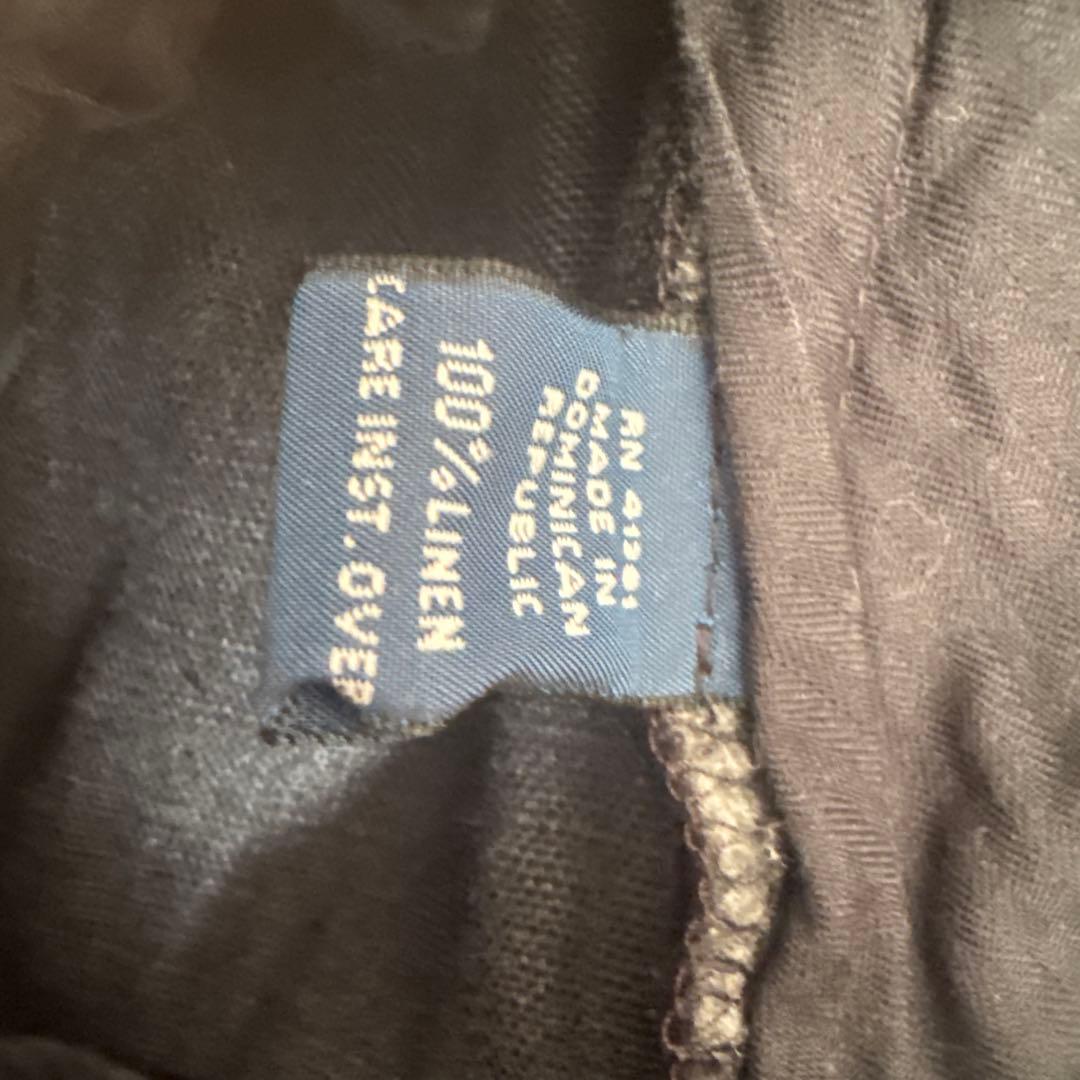 RN 41381
MADE IN
DOMINICAN
REPUBLIC
100% LINEN
CARE INST. OVER